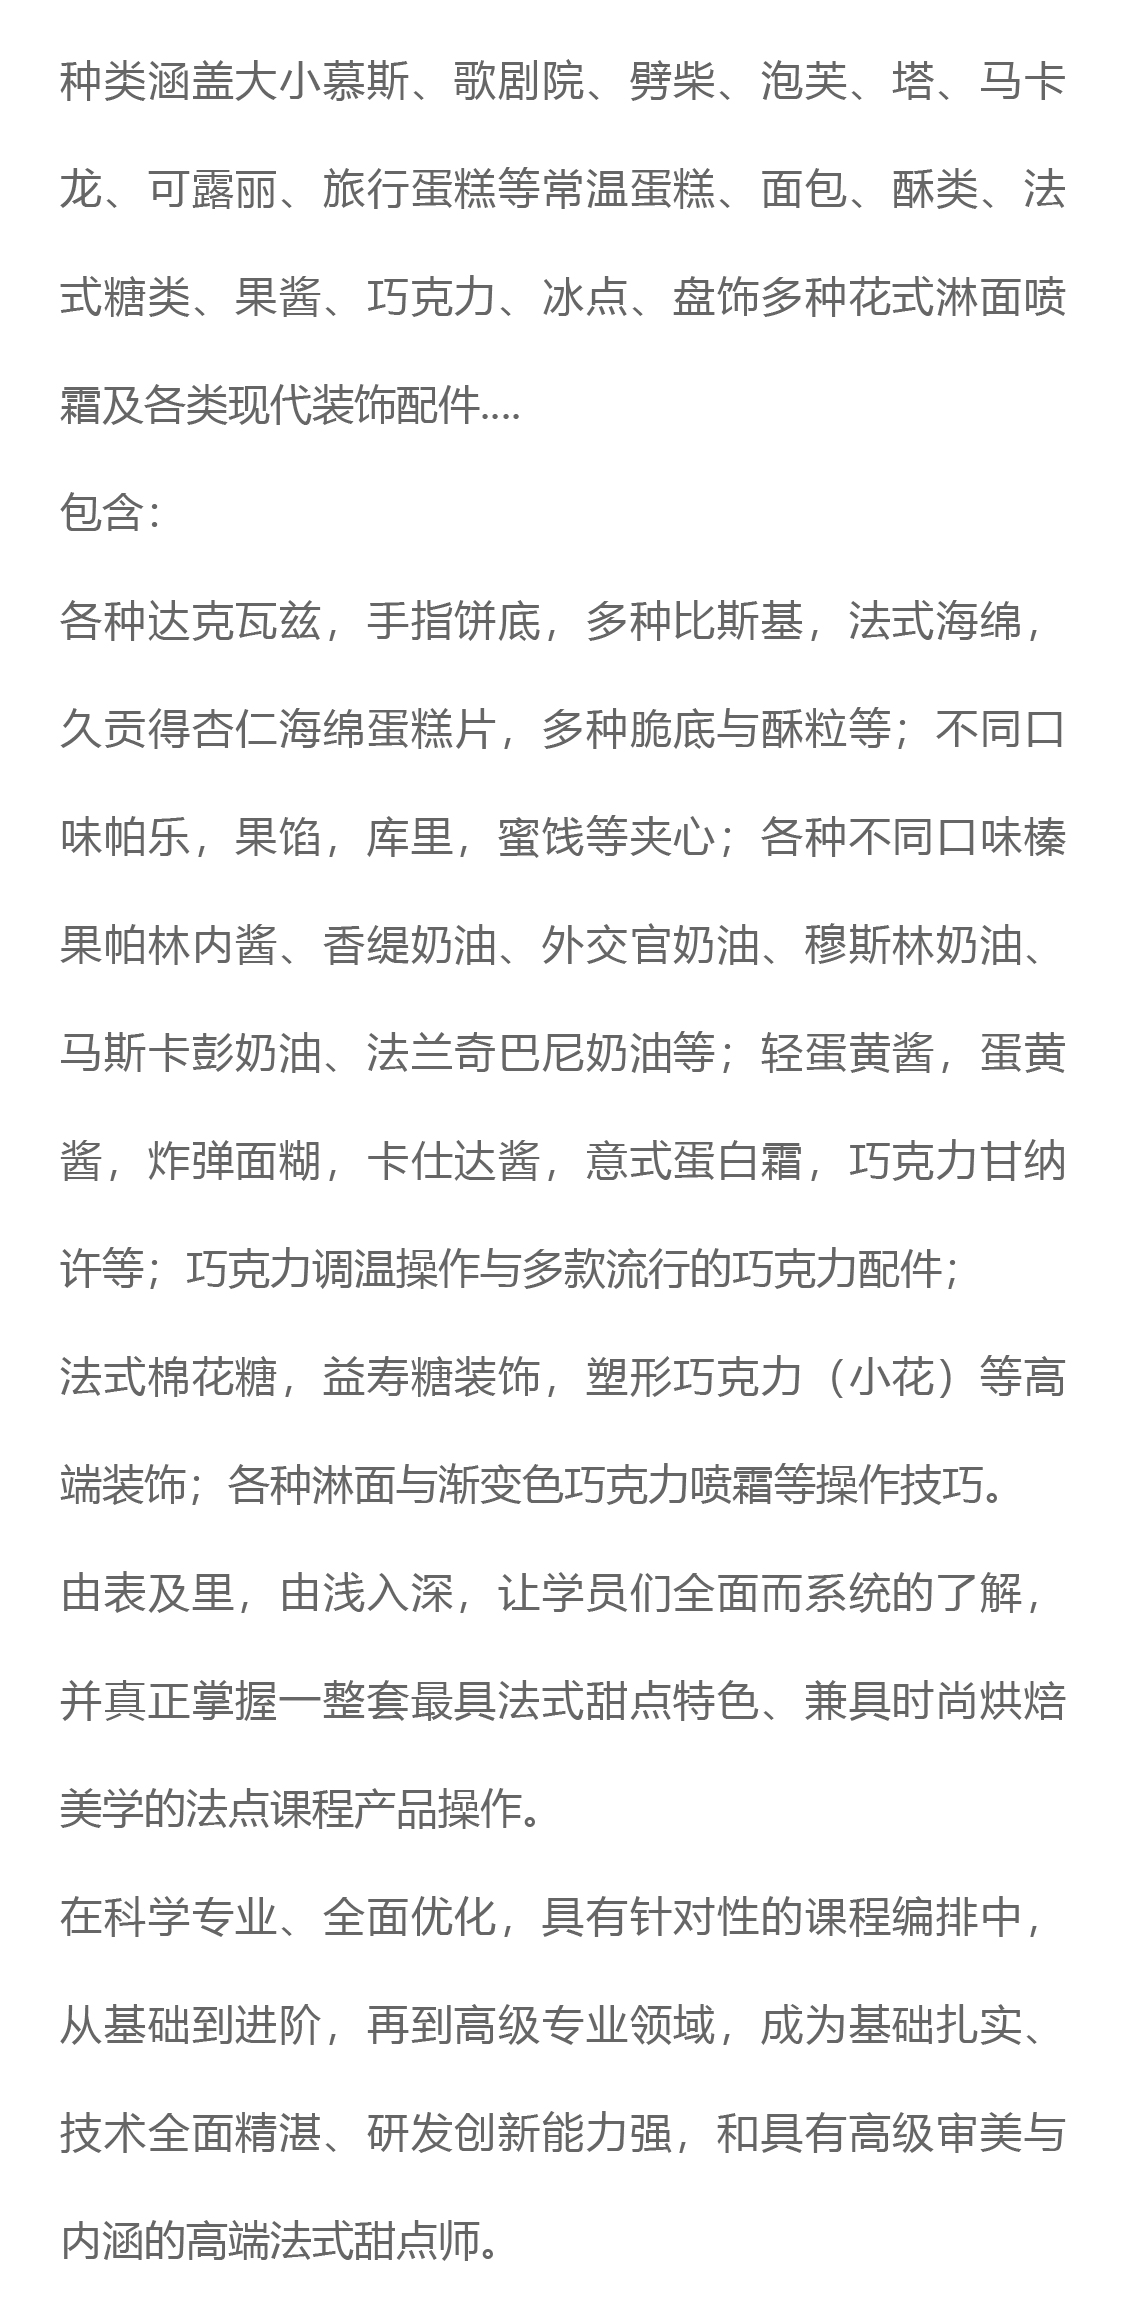 种类涵盖大小慕斯、歌剧院、劈柴、泡芙、塔、马卡
龙、可露丽、旅行蛋糕等常温蛋糕、面包、酥类、法
式糖类、果酱、巧克力、冰点、盘饰多种花式淋面喷
霜及各类现代装饰配件....
包含：
各种达克瓦兹，手指饼底，多种比斯基，法式海绵，
久贡得杏仁海绵蛋糕片，多种脆底与酥粒等；不同口
味帕乐，果馅，库里，蜜饯等夹心；各种不同口味榛
果帕林内酱、香缇奶油、外交官奶油、穆斯林奶油、
马斯卡彭奶油、法兰奇巴尼奶油等；轻蛋黄酱，蛋黄
酱，炸弹面糊，卡仕达酱，意式蛋白霜，巧克力甘纳
许等；巧克力调温操作与多款流行的巧克力配件；
法式棉花糖，益寿糖装饰，塑形巧克力（小花）等高
端装饰；各种淋面与渐变色巧克力喷霜等操作技巧。
由表及里，由浅入深，让学员们全面而系统的了解，
并真正掌握一整套最具法式甜点特色、兼具时尚烘焙
美学的法点课程产品操作。
在科学专业、全面优化，具有针对性的课程编排中，
从基础到进阶，再到高级专业领域，成为基础扎实、
技术全面精湛、研发创新能力强，和具有高级审美与
内涵的高端法式甜点师。